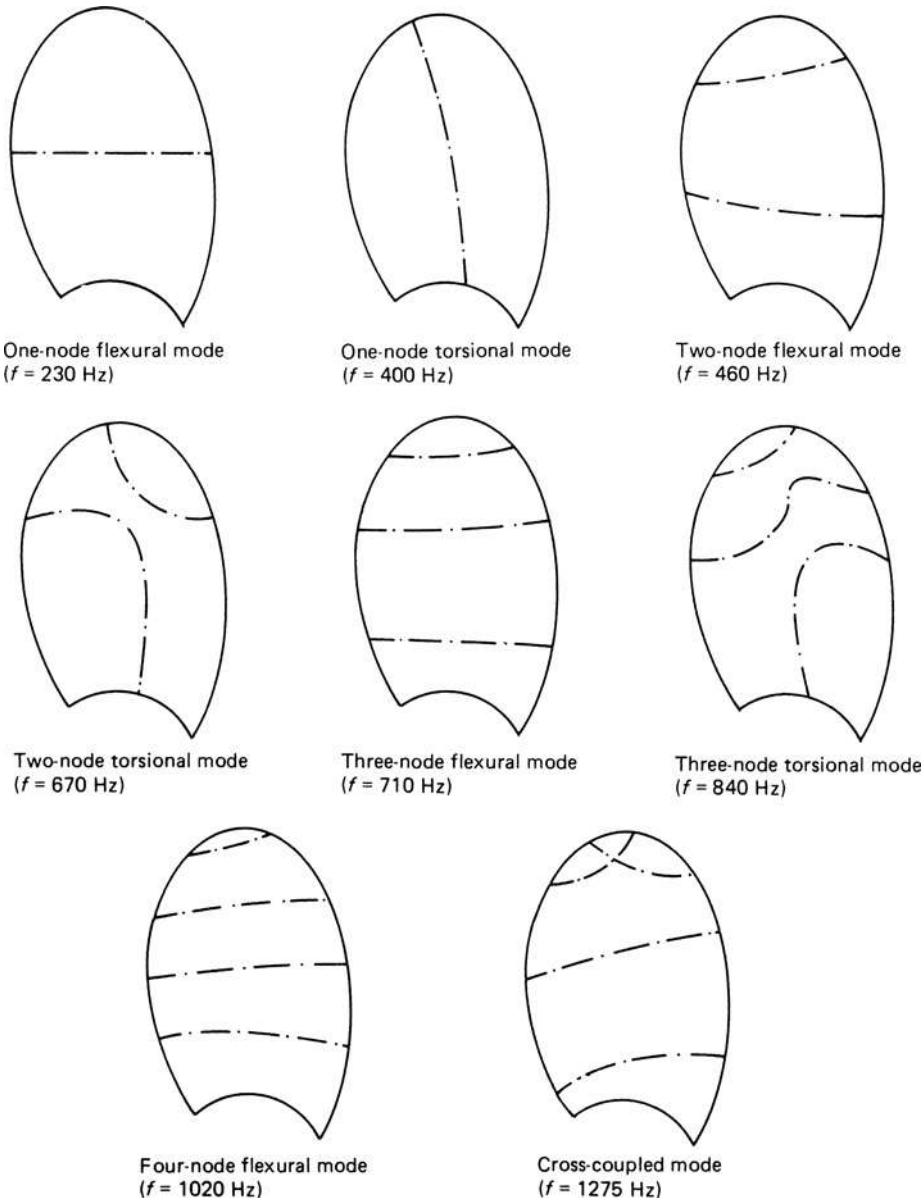 One-node flexural mode
(f = 230 Hz)
One-node torsional mode
(f = 400 Hz)
Two-node flexural mode
(f = 460 Hz)
Two-node torsional mode
(f = 670 Hz)
Three-node flexural mode
(f = 710 Hz)
Three-node torsional mode
(f = 840 Hz)
Four-node flexural mode
(f = 1020 Hz)
Cross-coupled mode
(f = 1275 Hz)